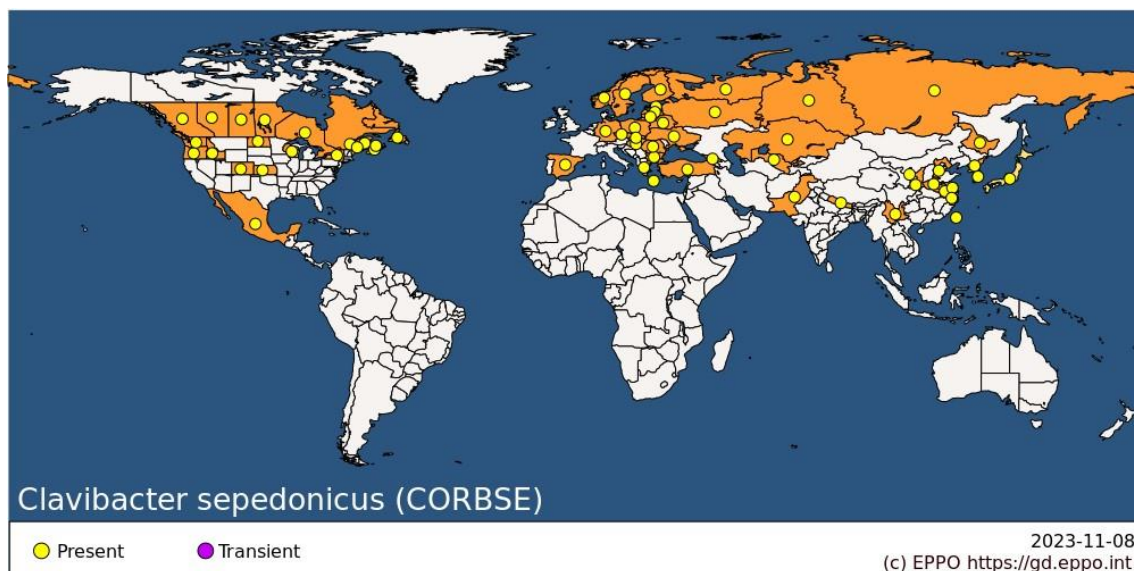 Clavibacter sepedonicus (CORBSE)
Present
Transient
2023-11-08
(c) EPPO https://gd.eppo.int